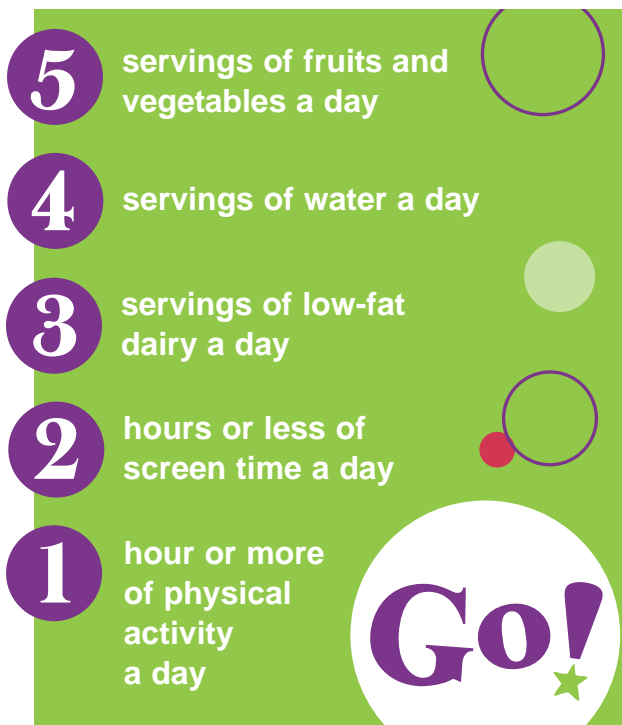 5
servings of fruits and
vegetables a day
4
servings of water a day
3
servings of low-fat
dairy a day
2
hours or less of
screen time a day
1
hour or more
of physical
activity
a day
Go!